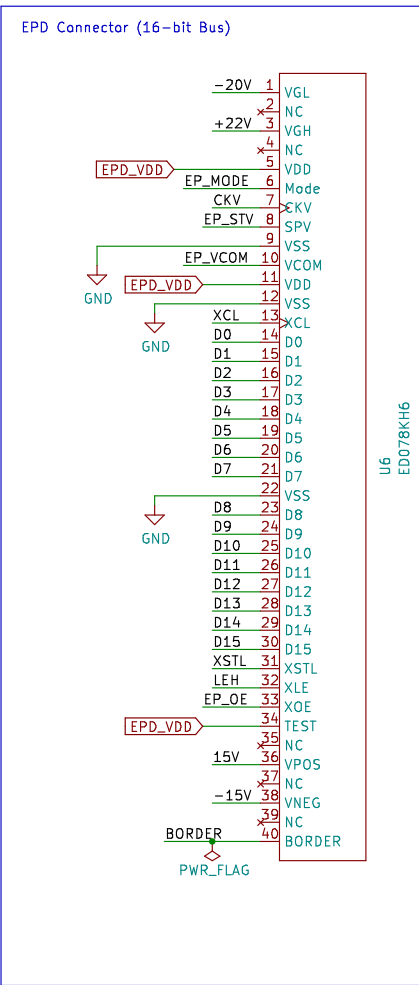 EPD Connector (16-bit Bus)
-20V 1 VGL
2 NC
+22V 3 VGH
4 NC
EPD_VDD 5 VDD
EP_MODE 6 Mode
CKV 7 CKV
EP_STV 8 SPV
9 VSS
EP_VCOM 10 VCOM
EPD_VDD 11 VDD
GND
12 VSS
XCL 13 XCL
D0 14 D0
GND
D1 15 D1
D2 16 D2
D3 17 D3
D4 18 D4
D5 19 D5
D6 20 D6
D7 21 D7
22 VSS
D8 23 D8
D9 24 D9
GND
D10 25 D10
D11 26 D11
D12 27 D12
D13 28 D13
D14 29 D14
D15 30 D15
XSTL 31 XSTL
LEH 32 XLE
EP_OE 33 XOE
EPD_VDD 34 TEST
35 NC
15V 36 VPOS
37 NC
-15V 38 VNEG
39 NC
BORDER 40 BORDER
PWR_FLAG
U6
ED078KH6